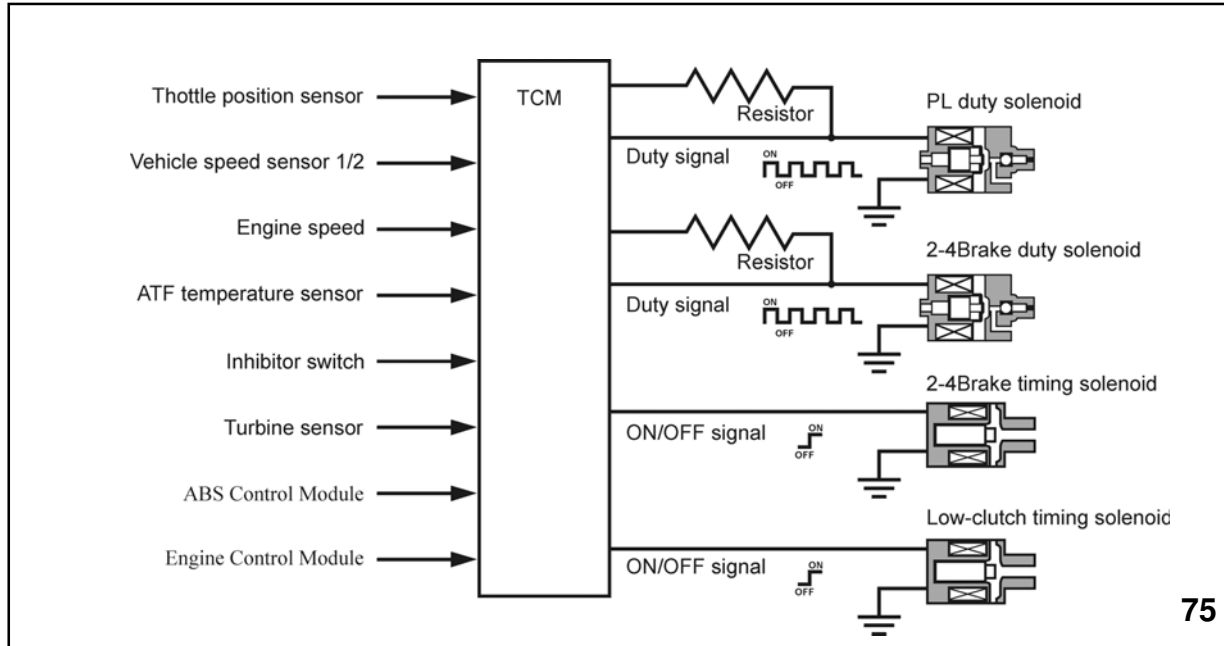 Thottle position sensor
Vehicle speed sensor 1/2
Engine speed
ATF temperature sensor
Inhibitor switch
Turbine sensor
ABS Control Module
Engine Control Module
TCM
Resistor
Duty signal
ON
OFF
PL duty solenoid
Resistor
Duty signal
ON
OFF
2-4Brake duty solenoid
ON/OFF signal
ON
OFF
2-4Brake timing solenoid
ON/OFF signal
ON
OFF
Low-clutch timing solenoid
75